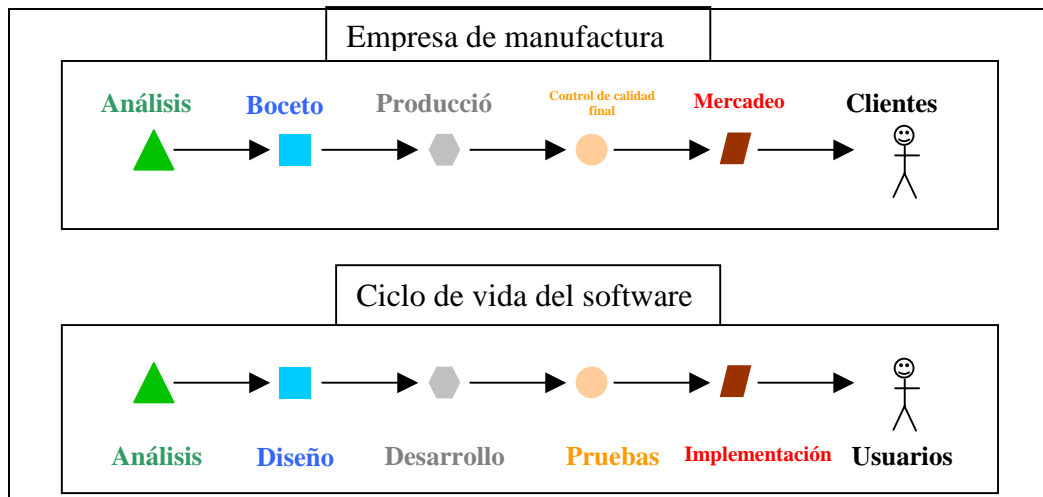 Empresa de manufactura
Análisis
Boceto
Producció
Control de calidad
final
Mercadeo
Clientes
Ciclo de vida del software
Análisis
Diseño
Desarrollo
Pruebas
Implementación
Usuarios